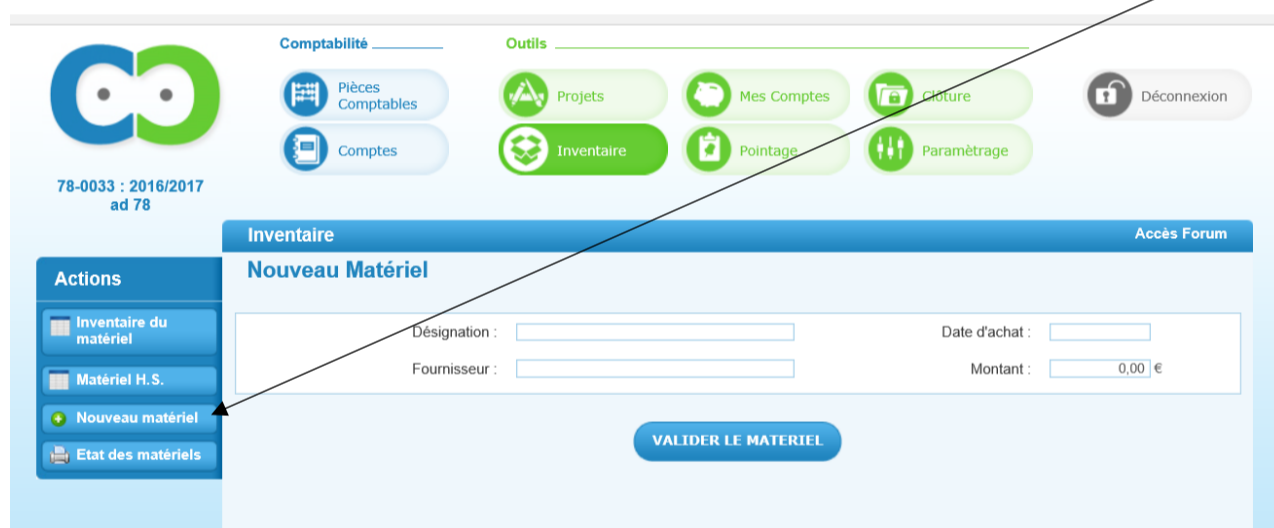 Comptabilité
Outils
Pièces
Comptables
Projets
Mes Comptes
Clôture
Déconnexion
Comptes
Inventaire
Pointage
Paramètrage
78-0033 : 2016/2017
ad 78
Inventaire
Accès Forum
Actions
Nouveau Matériel
Inventaire du
matériel
Matériel H.S.
Nouveau matériel
Etat des matériels
Désignation :
Date d'achat :
Fournisseur :
Montant : 0,00 €
VALIDER LE MATERIEL